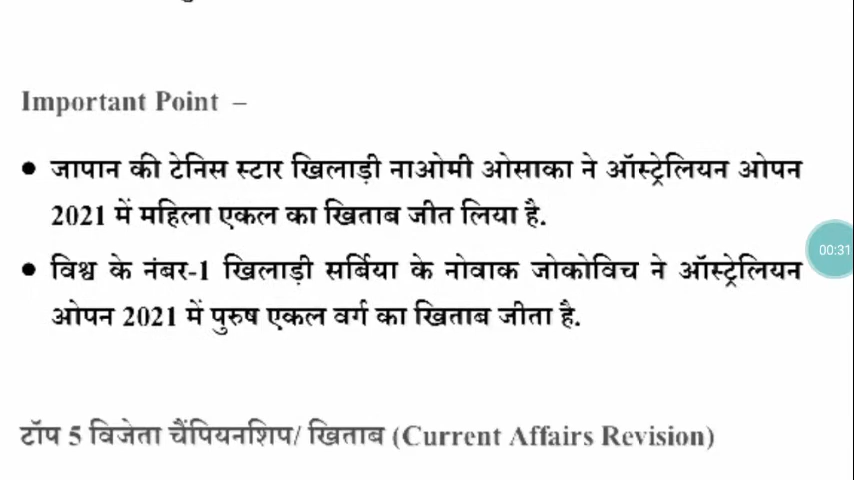 Important Point –
● जापान की टेनिस स्टार खिलाड़ी नाओमी ओसाका ने ऑस्ट्रेलियन ओपन
2021 में महिला एकल का खिताब जीत लिया है.
● विश्व के नंबर-1 खिलाड़ी सर्बिया के नोवाक जोकोविच ने ऑस्ट्रेलियन
00:31
ओपन 2021 में पुरुष एकल वर्ग का खिताब जीता है.
टॉप 5 विजेता चैंपियनशिप/ खिताब (Current Affairs Revision)